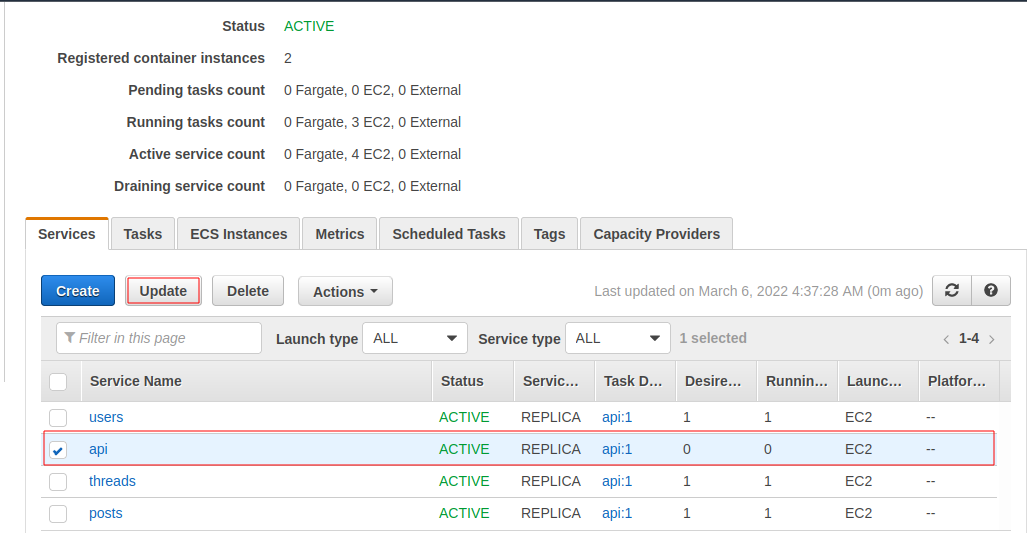 Status ACTIVE
Registered container instances 2
Pending tasks count 0 Fargate, 0 EC2, 0 External
Running tasks count 0 Fargate, 3 EC2, 0 External
Active service count 0 Fargate, 4 EC2, 0 External
Draining service count 0 Fargate, 0 EC2, 0 External
Services Tasks ECS Instances Metrics Scheduled Tasks Tags Capacity Providers
Create Update Delete Actions Last updated on March 6, 2022 4:37:28 AM (0m ago)
Filter in this page Launch type ALL Service type ALL 1 selected < 1-4 >
Service Name Status Servic... Task D... Desire... Runnin... Launc... Platfor...
users ACTIVE REPLICA api:1 1 1 EC2 --
api ACTIVE REPLICA api:1 0 0 EC2 --
threads ACTIVE REPLICA api:1 1 1 EC2 --
posts ACTIVE REPLICA api:1 1 1 EC2 --